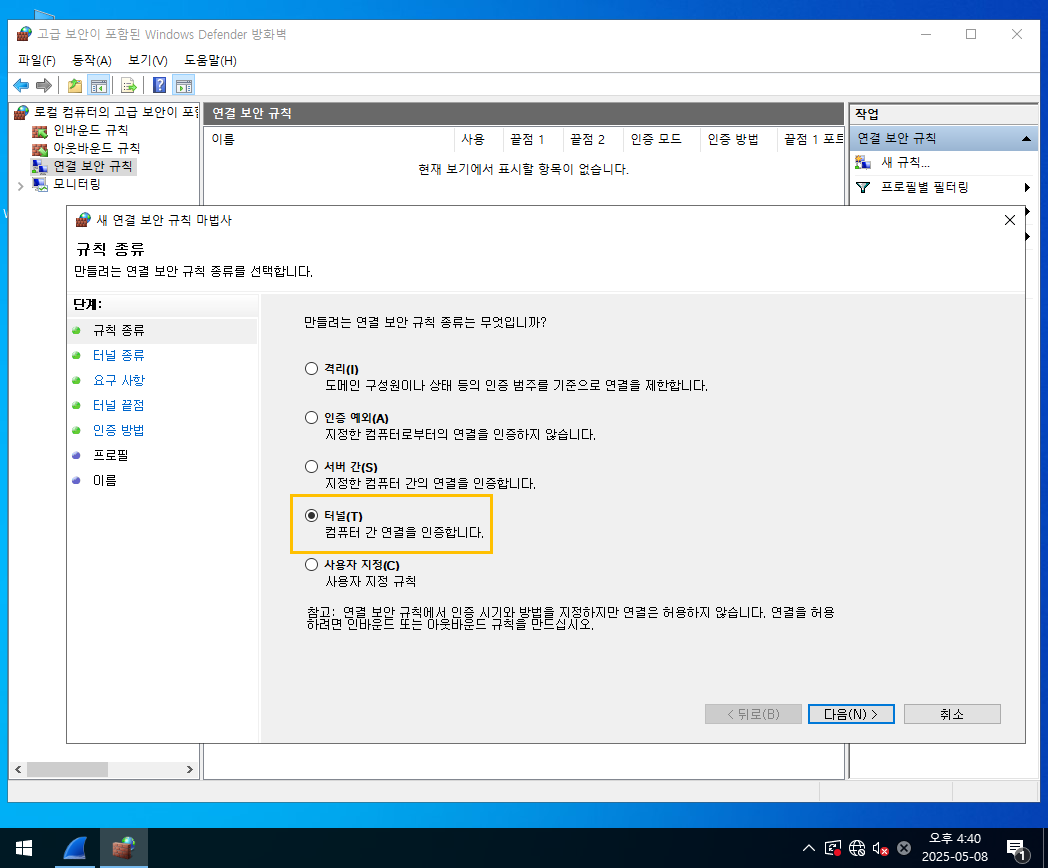 고급 보안이 포함된 Windows Defender 방화벽
파일(F) 동작(A) 보기(V) 도움말(H)
로컬 컴퓨터의 고급 보안이 포함
인바운드 규칙
아웃바운드 규칙
연결 보안 규칙
모니터링
연결 보안 규칙
이름 사용 끝점 1 끝점 2 인증 모드 인증 방법 끝점 1 포트
현재 보기에서 표시할 항목이 없습니다.
작업
연결 보안 규칙
새 규칙...
프로필별 필터링
새 연결 보안 규칙 마법사
규칙 종류
만들려는 연결 보안 규칙 종류를 선택합니다.
단계:
규칙 종류
터널 종류
요구 사항
터널 끝점
인증 방법
프로필
이름
만들려는 연결 보안 규칙 종류는 무엇입니까?
격리(I)
도메인 구성원이나 상태 등의 인증 범주를 기준으로 연결을 제한합니다.
인증 예외(A)
지정한 컴퓨터로부터의 연결을 인증하지 않습니다.
서버 간(S)
지정한 컴퓨터 간의 연결을 인증합니다.
터널(T)
컴퓨터 간 연결을 인증합니다.
사용자 지정(C)
사용자 지정 규칙
참고: 연결 보안 규칙에서 인증 시기와 방법을 지정하지만 연결은 허용하지 않습니다. 연결을 허용
하려면 인바운드 또는 아웃바운드 규칙을 만드십시오.
< 뒤로(B) 다음(N) > 취소
오후 4:40
2025-05-08
1